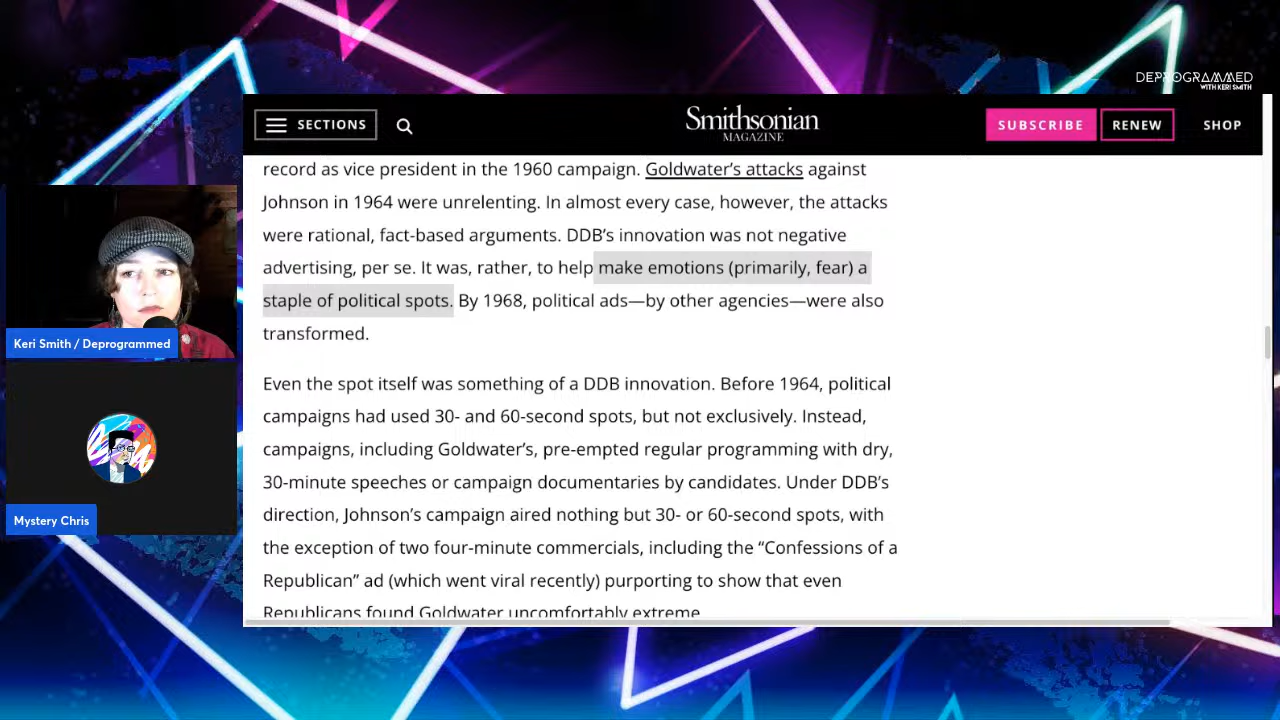 DEPROGRAMMED
WITH KERI SMITH
SECTIONS
Smithsonian
MAGAZINE
SUBSCRIBE
RENEW
SHOP
record as vice president in the 1960 campaign. Goldwater’s attacks against
Johnson in 1964 were unrelenting. In almost every case, however, the attacks
were rational, fact-based arguments. DDB’s innovation was not negative
advertising, per se. It was, rather, to help make emotions (primarily, fear) a
staple of political spots. By 1968, political ads—by other agencies—were also
transformed.
Even the spot itself was something of a DDB innovation. Before 1964, political
campaigns had used 30- and 60-second spots, but not exclusively. Instead,
campaigns, including Goldwater’s, pre-empted regular programming with dry,
30-minute speeches or campaign documentaries by candidates. Under DDB’s
direction, Johnson’s campaign aired nothing but 30- or 60-second spots, with
the exception of two four-minute commercials, including the “Confessions of a
Republican” ad (which went viral recently) purporting to show that even
Republicans found Goldwater uncomfortably extreme.
Keri Smith / Deprogrammed
Mystery Chris